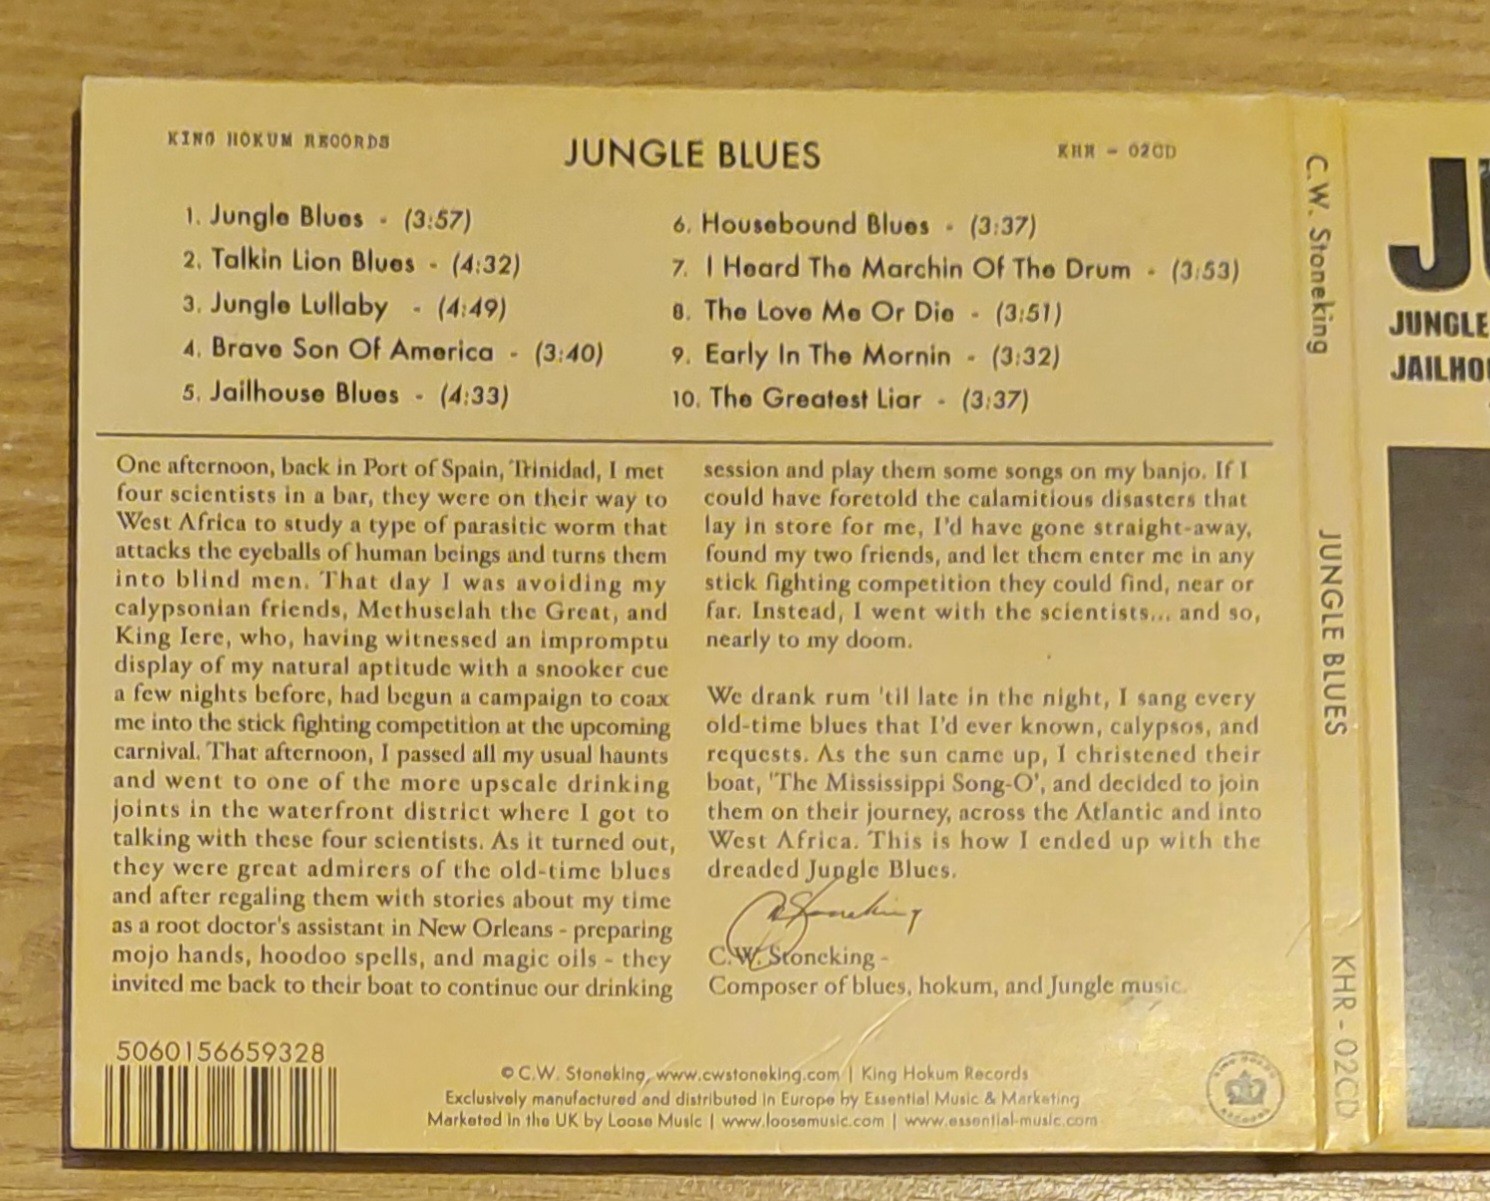 KING HOKUM RECORDS
JUNGLE BLUES
KHR - 02CD
1. Jungle Blues - (3:57)
2. Talkin Lion Blues - (4:32)
3. Jungle Lullaby - (4:49)
4. Brave Son Of America - (3:40)
5. Jailhouse Blues - (4:33)
6. Housebound Blues - (3:37)
7. I Heard The Marchin Of The Drum - (3:53)
8. The Love Me Or Die - (3:51)
9. Early In The Mornin - (3:32)
10. The Greatest Liar - (3:37)
One afternoon, back in Port of Spain, Trinidad, I met
four scientists in a bar, they were on their way to
West Africa to study a type of parasitic worm that
attacks the eyeballs of human beings and turns them
into blind men. That day I was avoiding my
calypsonian friends, Methuselah the Great, and
King Iere, who, having witnessed an impromptu
display of my natural aptitude with a snooker cue
a few nights before, had begun a campaign to coax
me into the stick fighting competition at the upcoming
carnival. That afternoon, I passed all my usual haunts
and went to one of the more upscale drinking
joints in the waterfront district where I got to
talking with these four scientists. As it turned out,
they were great admirers of the old-time blues
and after regaling them with stories about my time
as a root doctor's assistant in New Orleans - preparing
mojo hands, hoodoo spells, and magic oils - they
invited me back to their boat to continue our drinking
session and play them some songs on my banjo. If I
could have foretold the calamitious disasters that
lay in store for me, I'd have gone straight-away,
found my two friends, and let them enter me in any
stick fighting competition they could find, near or
far. Instead, I went with the scientists... and so,
nearly to my doom.
We drank rum 'til late in the night, I sang every
old-time blues that I'd ever known, calypsos, and
requests. As the sun came up, I christened their
boat, 'The Mississippi Song-O', and decided to join
them on their journey, across the Atlantic and into
West Africa. This is how I ended up with the
dreaded Jungle Blues.
C.W. Stoneking -
Composer of blues, hokum, and Jungle music.
5060156659328
© C.W. Stoneking, www.cwstoneking.com | King Hokum Records
Exclusively manufactured and distributed in Europe by Essential Music & Marketing
Marketed in the UK by Loose Music | www.loosemusic.com | www.essential-music.com
C.W. Stoneking
JUNGLE BLUES
KHR - 02CD
JU
JUNGLE
JAILHOU